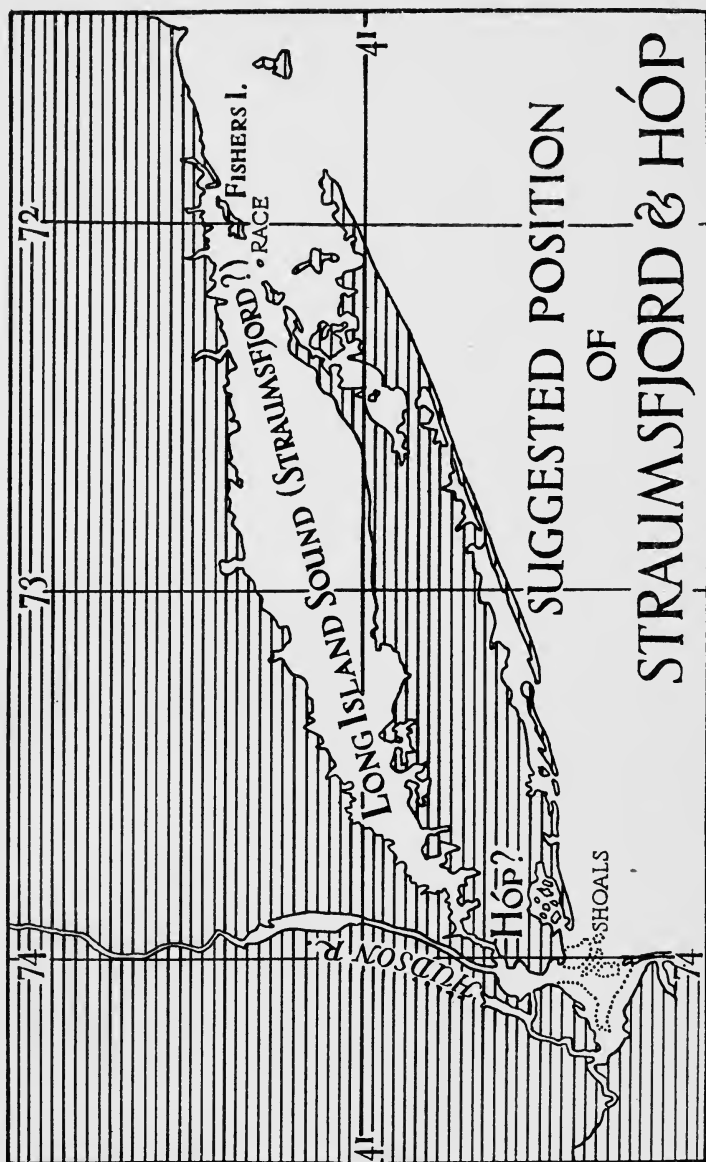 74
73
72
41
41
74
HUDSON R.
LONG ISLAND SOUND (STRAUMSFJORD?)
FISHERS I.
RACE
HÓP?
SHOALS
SUGGESTED POSITION
OF
STRAUMSFJORD & HÓP